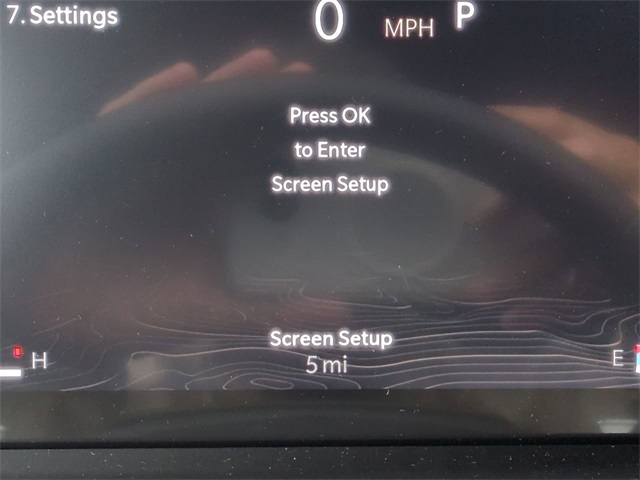 7. Settings
0 MPH P
Press OK
to Enter
Screen Setup
Screen Setup
5 mi
H
E